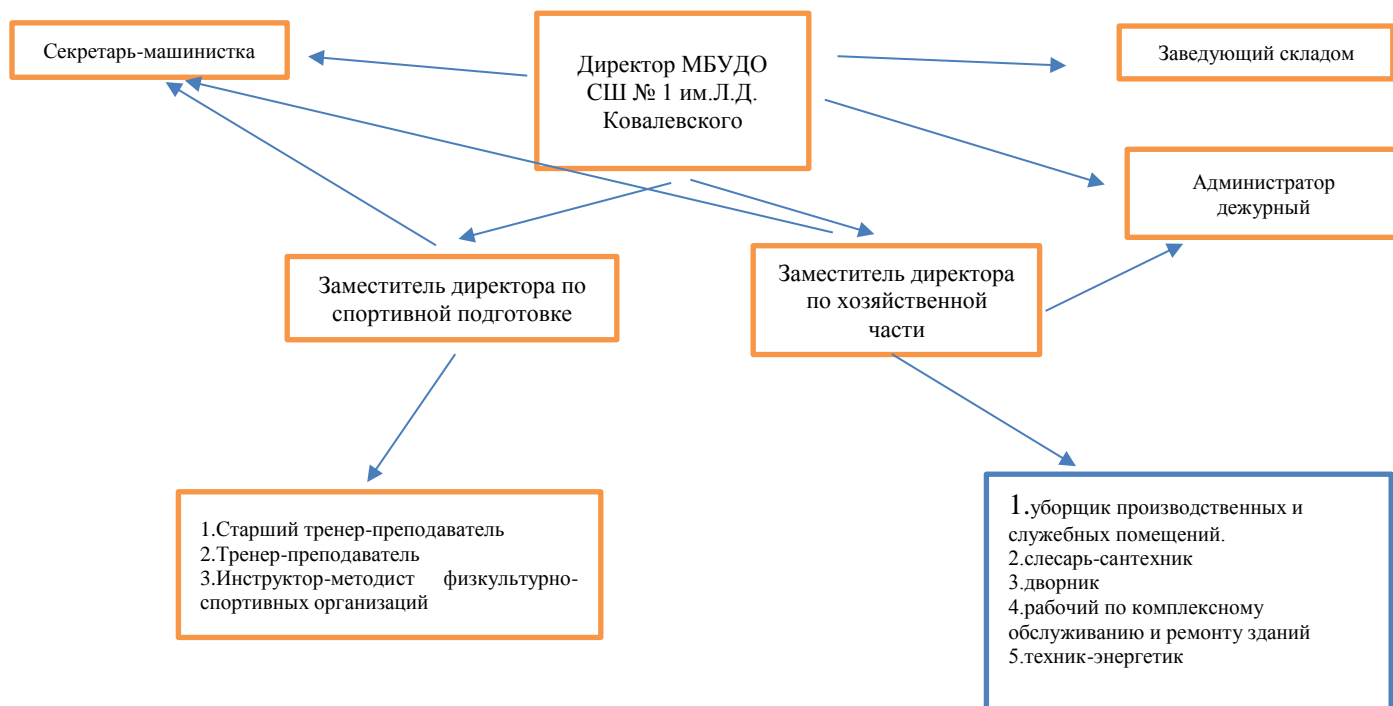 Секретарь-машинистка
Директор МБУДО
СШ № 1 им.Л.Д.
Ковалевского
Заведующий складом
Администратор
дежурный
Заместитель директора по
спортивной подготовке
Заместитель директора
по хозяйственной
части
1.Старший тренер-преподаватель
2.Тренер-преподаватель
3.Инструктор-методист физкультурно-
спортивных организаций
1.уборщик производственных и
служебных помещений.
2.слесарь-сантехник
3.дворник
4.рабочий по комплексному
обслуживанию и ремонту зданий
5.техник-энергетик